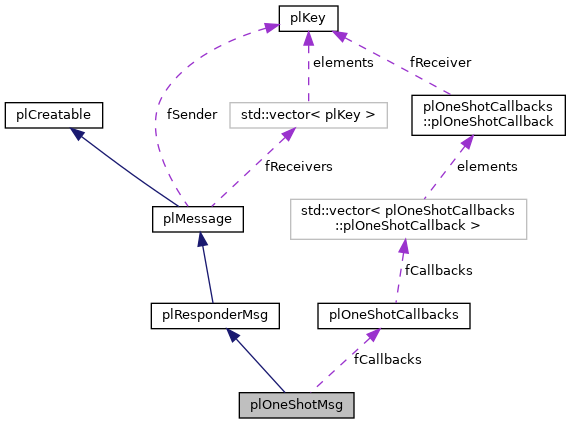 plKey
elements
fReceiver
plCreatable
fSender
std::vector< plKey >
plOneShotCallbacks
::plOneShotCallback
fReceivers
elements
plMessage
std::vector< plOneShotCallbacks
::plOneShotCallback >
fCallbacks
plResponderMsg
plOneShotCallbacks
fCallbacks
plOneShotMsg